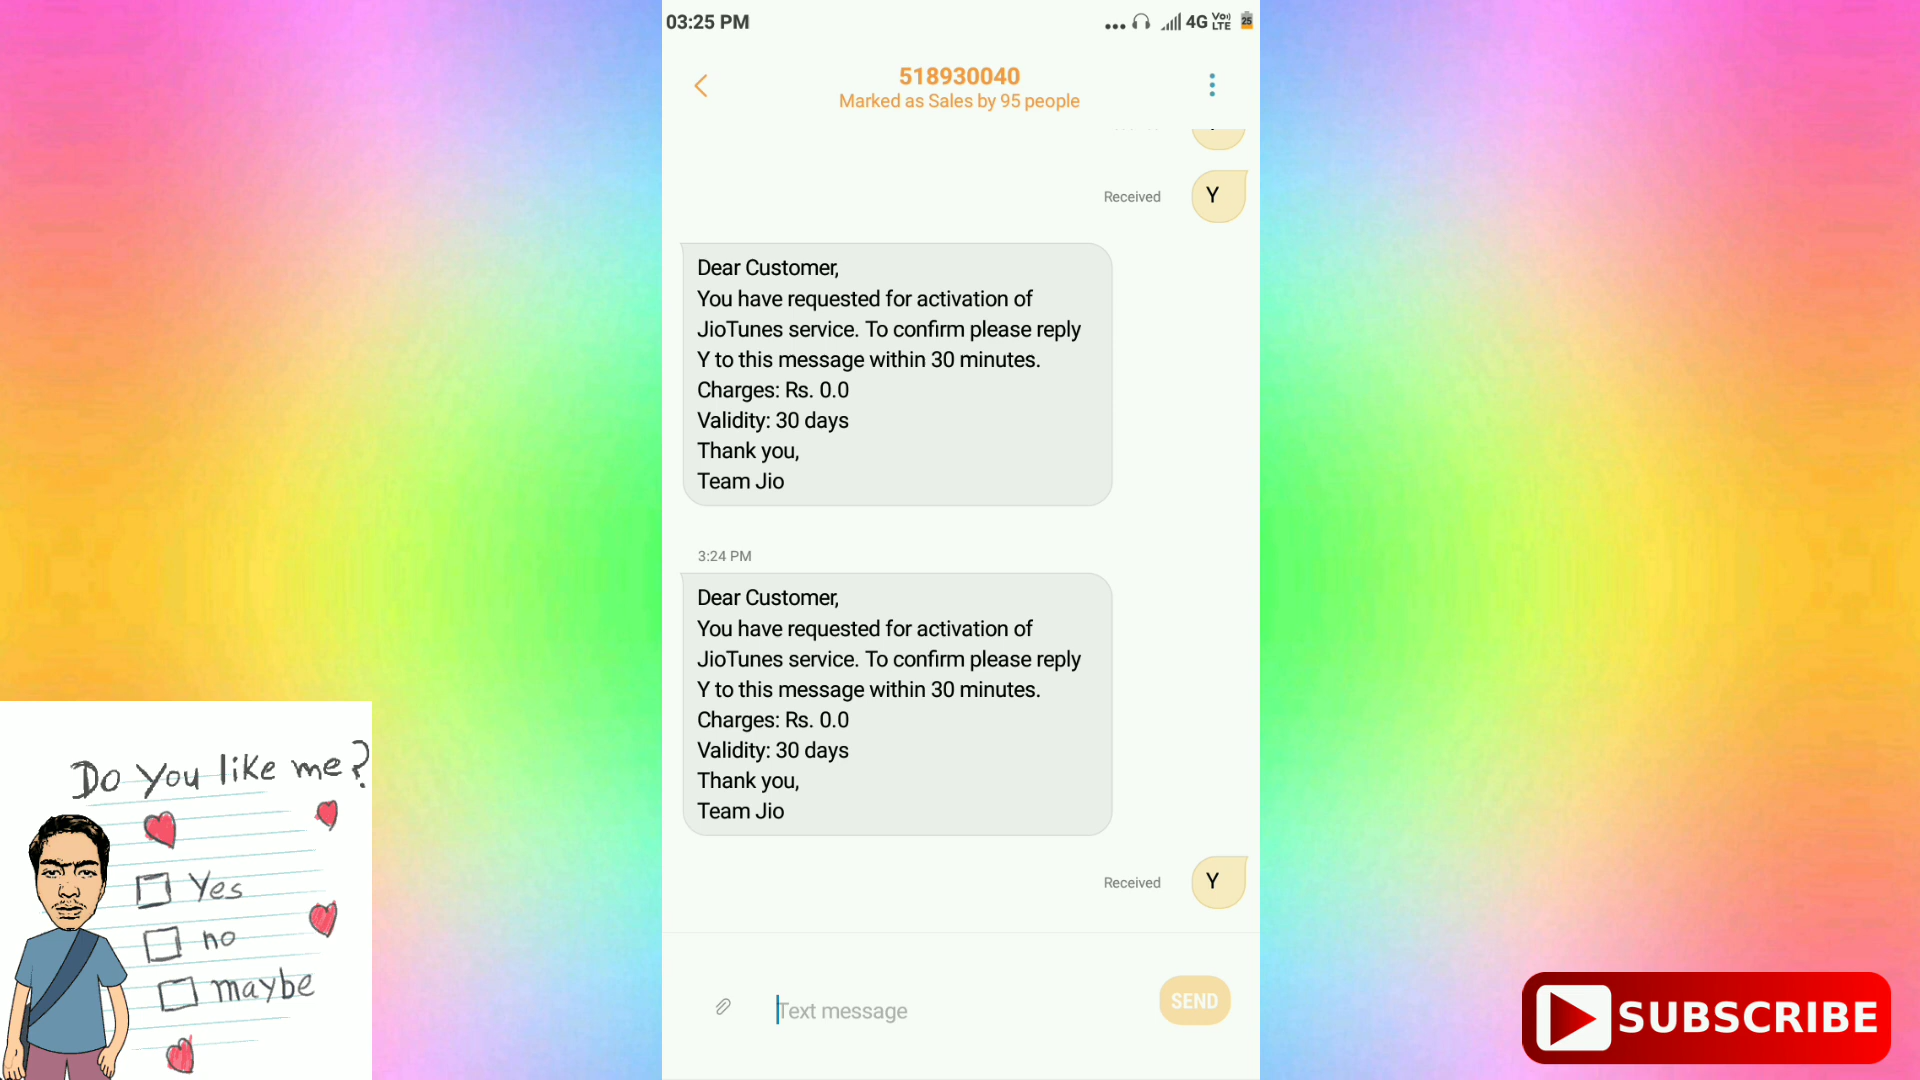 03:25 PM
4G VoLTE 25
518930040
Marked as Sales by 95 people
Received
Y
Dear Customer,
You have requested for activation of
JioTunes service. To confirm please reply
Y to this message within 30 minutes.
Charges: Rs. 0.0
Validity: 30 days
Thank you,
Team Jio
3:24 PM
Dear Customer,
You have requested for activation of
JioTunes service. To confirm please reply
Y to this message within 30 minutes.
Charges: Rs. 0.0
Validity: 30 days
Thank you,
Team Jio
Received
Y
Text message
SEND
Do you like me?
Yes
no
maybe
SUBSCRIBE